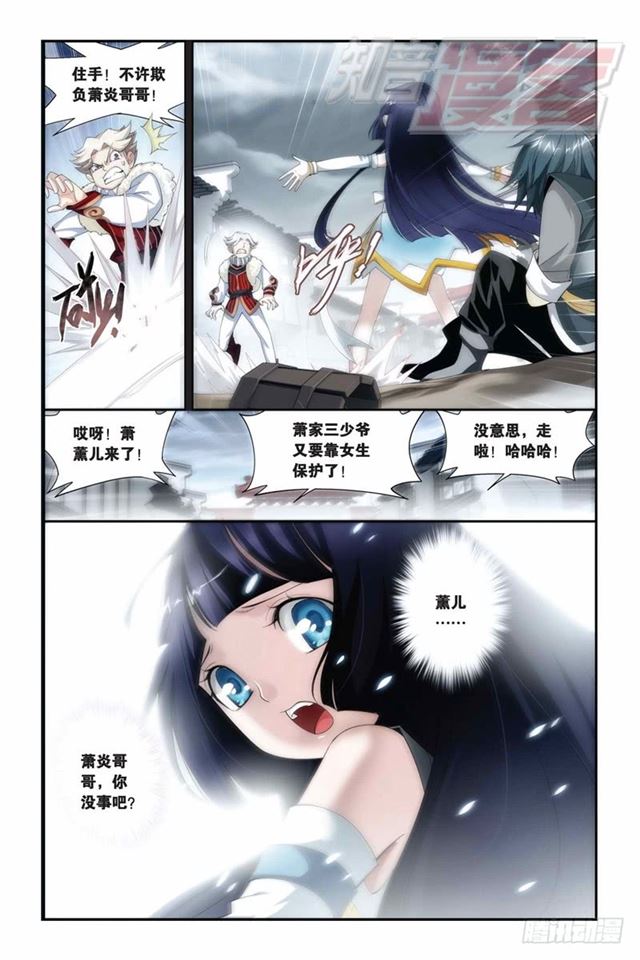 住手！不许欺
负萧炎哥哥！
知音漫客
砰！
呼！
哎呀！萧
薰儿来了！
萧家三少爷
又要靠女生
保护了！
没意思，走
啦！哈哈哈！
薰儿
……
萧炎哥
哥，你
没事吧？
腾讯动漫